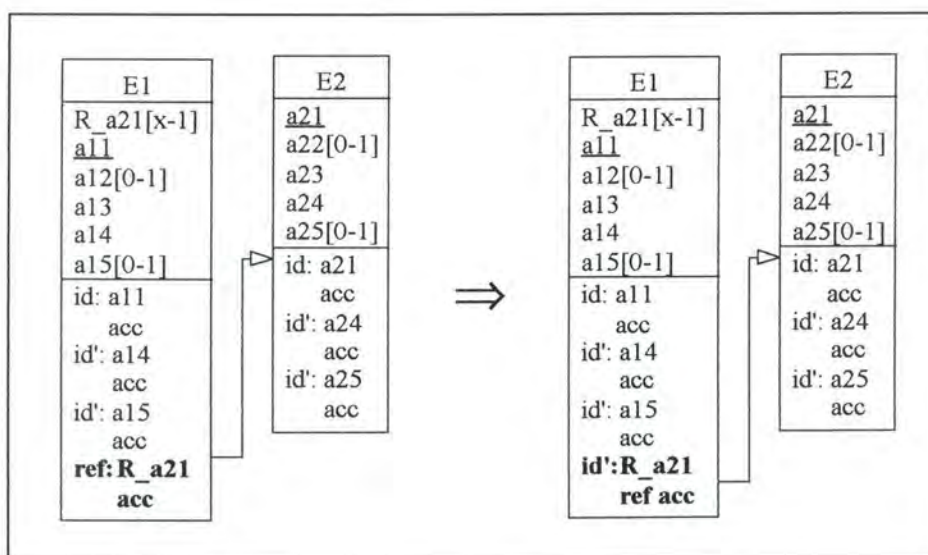 E1
R_a21[x-1]
a11
a12[0-1]
a13
a14
a15[0-1]
id: a11
acc
id': a14
acc
id': a15
acc
ref: R_a21
acc
E2
a21
a22[0-1]
a23
a24
a25[0-1]
id: a21
acc
id': a24
acc
id': a25
acc
⇒
E1
R_a21[x-1]
a11
a12[0-1]
a13
a14
a15[0-1]
id: a11
acc
id': a14
acc
id': a15
acc
id': R_a21
ref acc
E2
a21
a22[0-1]
a23
a24
a25[0-1]
id: a21
acc
id': a24
acc
id': a25
acc